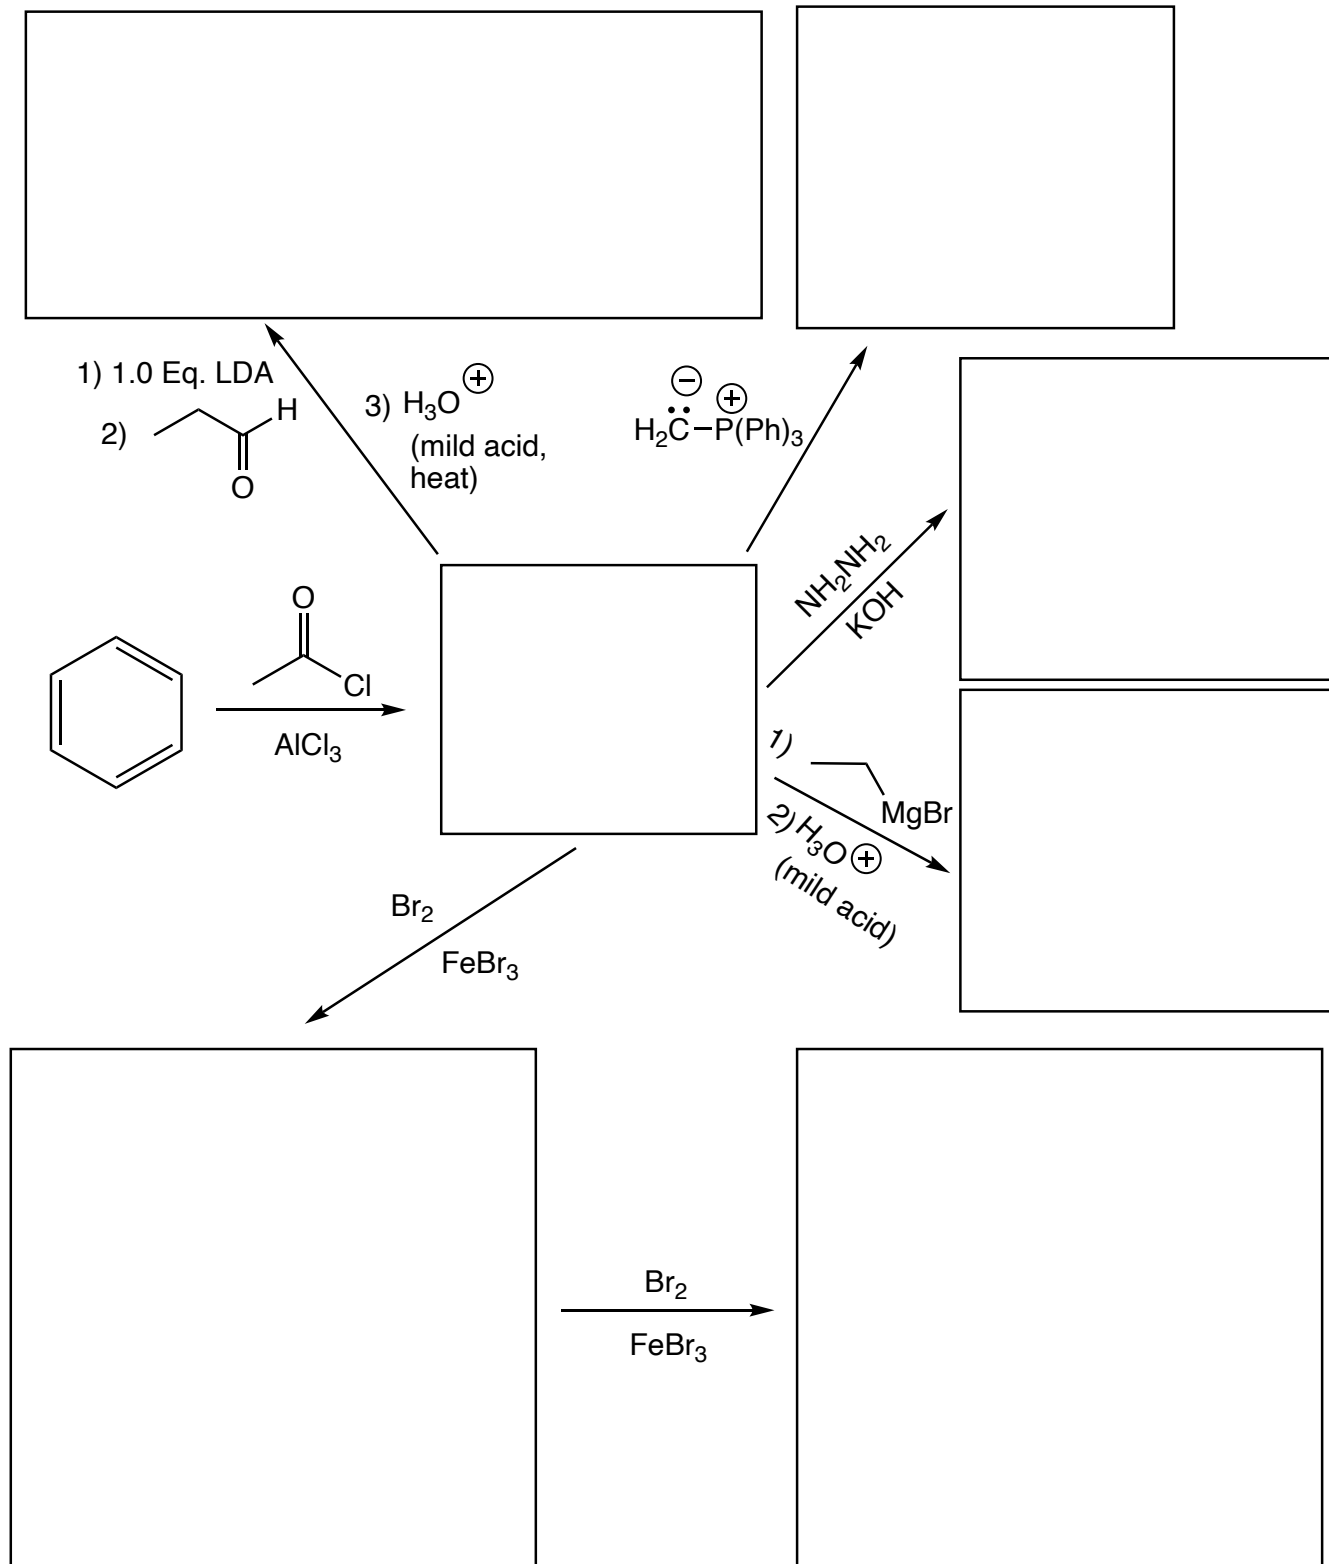 1) 1.0 Eq. LDA
2)
H
O
3) H₃O⊕
(mild acid,
heat)
⊖ ⊕
H₂C̈–P(Ph)₃
NH₂NH₂
KOH
O
Cl
AlCl₃
1)
MgBr
2) H₃O⊕
(mild acid)
Br₂
FeBr₃
Br₂
FeBr₃